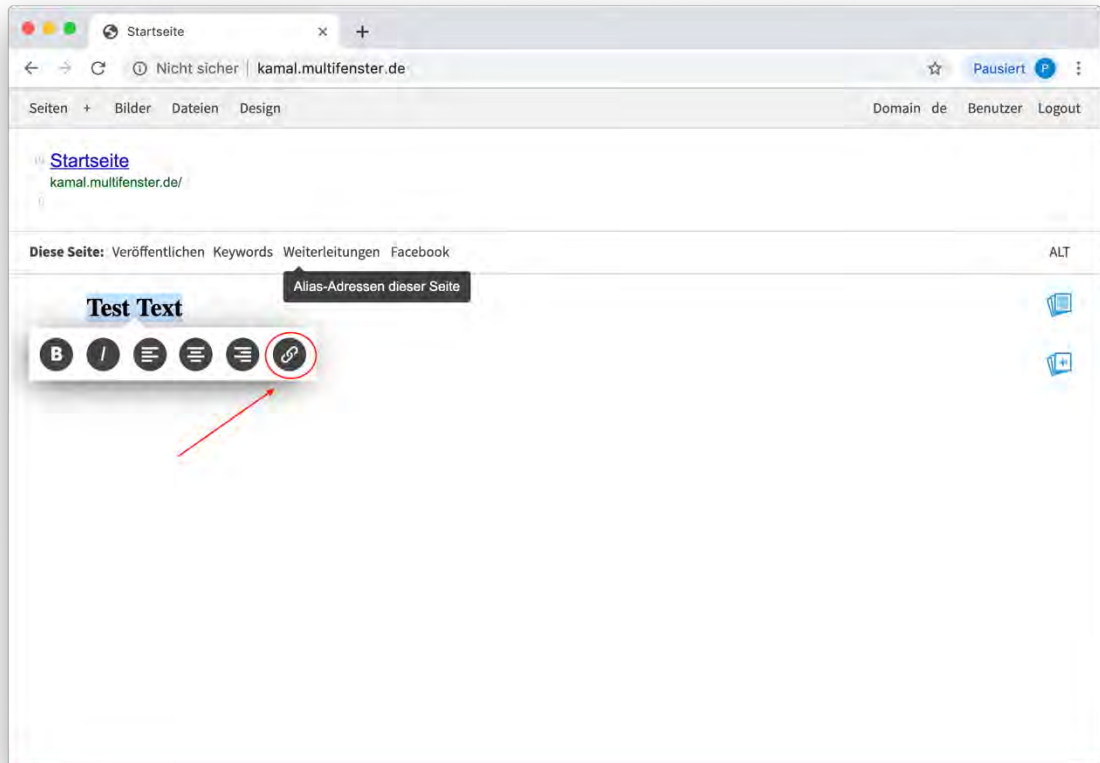 Startseite
Nicht sicher kamal.multifenster.de Pausiert P
Seiten + Bilder Dateien Design Domain de Benutzer Logout
Startseite
kamal.multifenster.de/
Diese Seite: Veröffentlichen Keywords Weiterleitungen Facebook ALT
Alias-Adressen dieser Seite
Test Text
B I